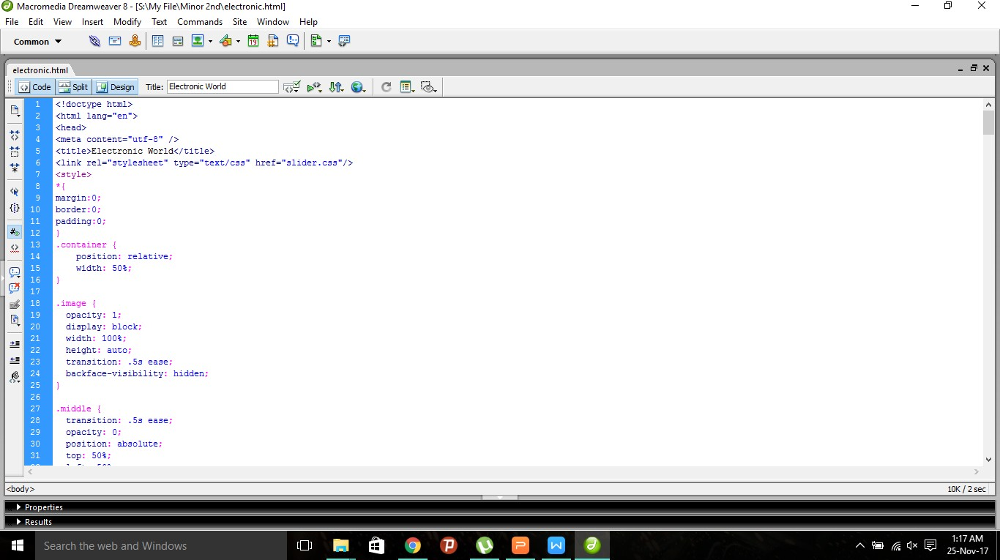 Macromedia Dreamweaver 8 - [S:\My File\Minor 2nd\electronic.html]
File Edit View Insert Modify Text Commands Site Window Help
Common
19
electronic.html
Code Split Design Title: Electronic World
1 <!doctype html>
2 <html lang="en">
3 <head>
4 <meta content="utf-8" />
5 <title>Electronic World</title>
6 <link rel="stylesheet" type="text/css" href="slider.css"/>
7 <style>
8 *{
9 margin:0;
10 border:0;
11 padding:0;
12 }
13 .container {
14 position: relative;
15 width: 50%;
16 }
17
18 .image {
19 opacity: 1;
20 display: block;
21 width: 100%;
22 height: auto;
23 transition: .5s ease;
24 backface-visibility: hidden;
25 }
26
27 .middle {
28 transition: .5s ease;
29 opacity: 0;
30 position: absolute;
31 top: 50%;
<body> 10K / 2 sec
Properties
Results
Search the web and Windows
1:17 AM
25-Nov-17